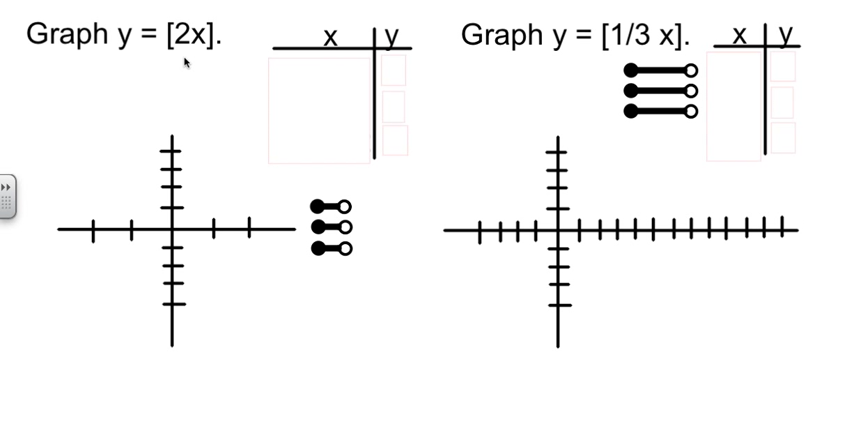 Graph y = [2x].
x y
Graph y = [1/3 x].
x y